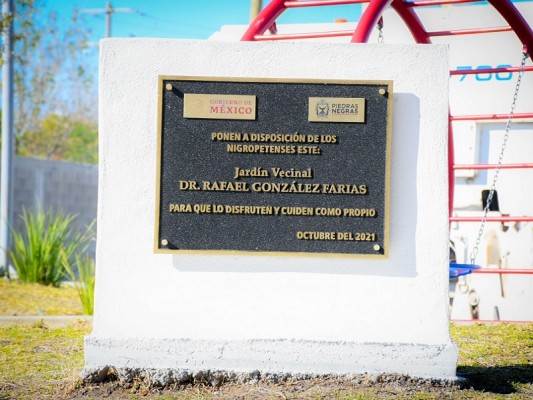 GOBIERNO DE
MÉXICO
PIEDRAS
NEGRAS
PONEN A DISPOSICIÓN DE LOS
NIGROPETENSES ESTE:
Jardín Vecinal
DR. RAFAEL GONZÁLEZ FARIAS
PARA QUE LO DISFRUTEN Y CUIDEN COMO PROPIO
OCTUBRE DEL 2021
700